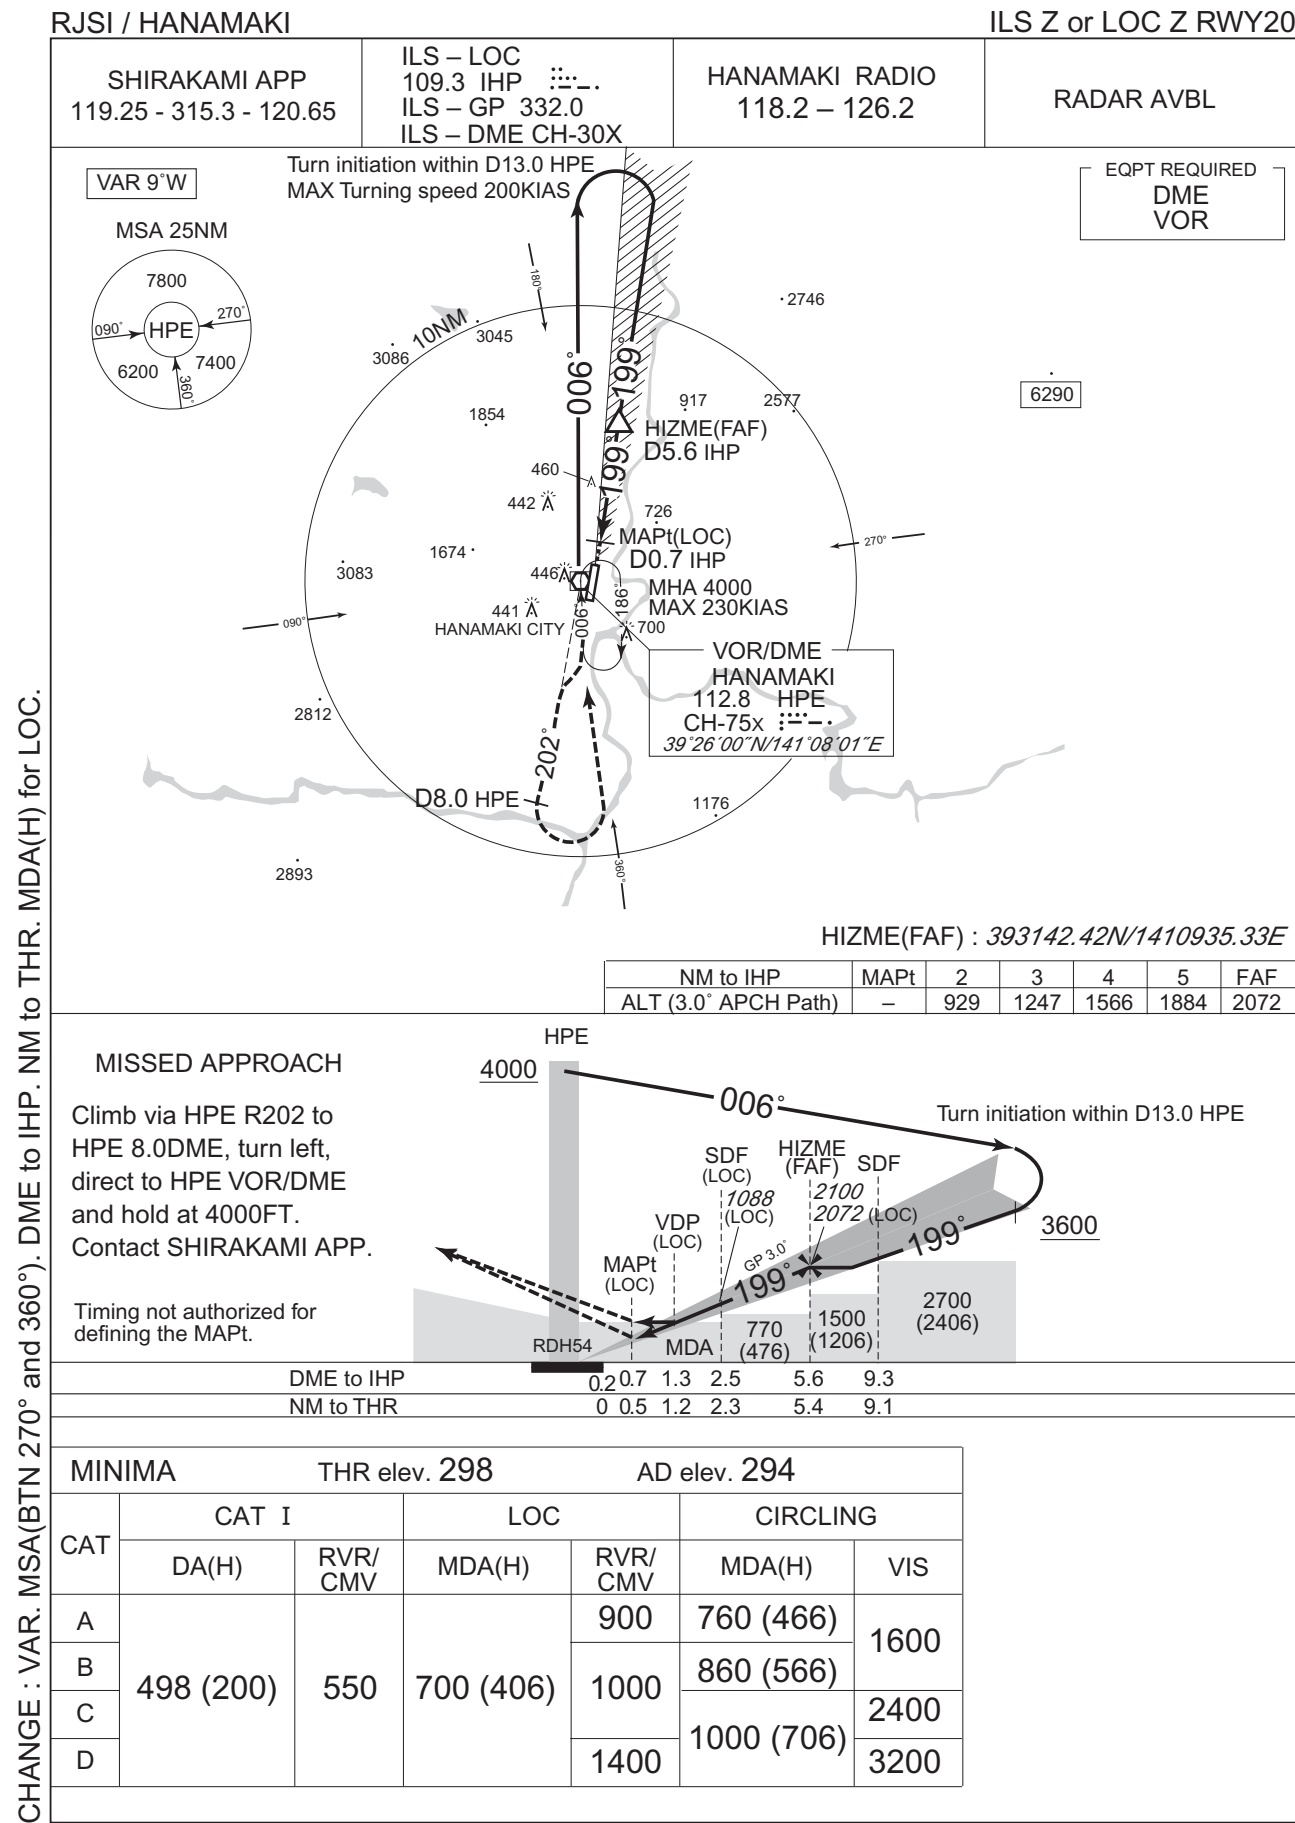 RJSI / HANAMAKI
ILS Z or LOC Z RWY20
SHIRAKAMI APP
119.25 - 315.3 - 120.65
ILS – LOC
109.3 IHP
ILS – GP 332.0
ILS – DME CH-30X
HANAMAKI RADIO
118.2 – 126.2
RADAR AVBL
VAR 9°W
Turn initiation within D13.0 HPE
MAX Turning speed 200KIAS
EQPT REQUIRED
DME
VOR
MSA 25NM
7800
090°
HPE
270°
6200
7400
360°
180°
2746
10NM
3045
3086
006°
199°
6290
1854
917
2577
HIZME(FAF)
D5.6 IHP
199°
460
442
726
MAPt(LOC)
D0.7 IHP
270°
1674
3083
446
MHA 4000
MAX 230KIAS
186°
441
HANAMAKI CITY
006°
700
090°
VOR/DME
HANAMAKI
112.8 HPE
CH-75x
39°26´00˝N/141°08´01˝E
2812
202°
D8.0 HPE
1176
360°
2893
HIZME(FAF) : 393142.42N/1410935.33E
NM to IHP MAPt 2 3 4 5 FAF
ALT (3.0° APCH Path) – 929 1247 1566 1884 2072
MISSED APPROACH
Climb via HPE R202 to
HPE 8.0DME, turn left,
direct to HPE VOR/DME
and hold at 4000FT.
Contact SHIRAKAMI APP.
Timing not authorized for
defining the MAPt.
HPE
4000
006°
Turn initiation within D13.0 HPE
SDF
(LOC)
HIZME
(FAF)
SDF
1088
(LOC)
2100
2072 (LOC)
VDP
(LOC)
MAPt
(LOC)
GP 3.0°
199°
199°
3600
RDH54
MDA
770
(476)
1500
(1206)
2700
(2406)
DME to IHP 0.2 0.7 1.3 2.5 5.6 9.3
NM to THR 0 0.5 1.2 2.3 5.4 9.1
MINIMA THR elev. 298 AD elev. 294
CAT
CAT I
LOC
CIRCLING
DA(H)
RVR/
CMV
MDA(H)
RVR/
CMV
MDA(H)
VIS
A
B
C
D
498 (200)
550
700 (406)
900
1000
1400
760 (466)
860 (566)
1000 (706)
1600
2400
3200
CHANGE : VAR. MSA(BTN 270° and 360°). DME to IHP. NM to THR. MDA(H) for LOC.